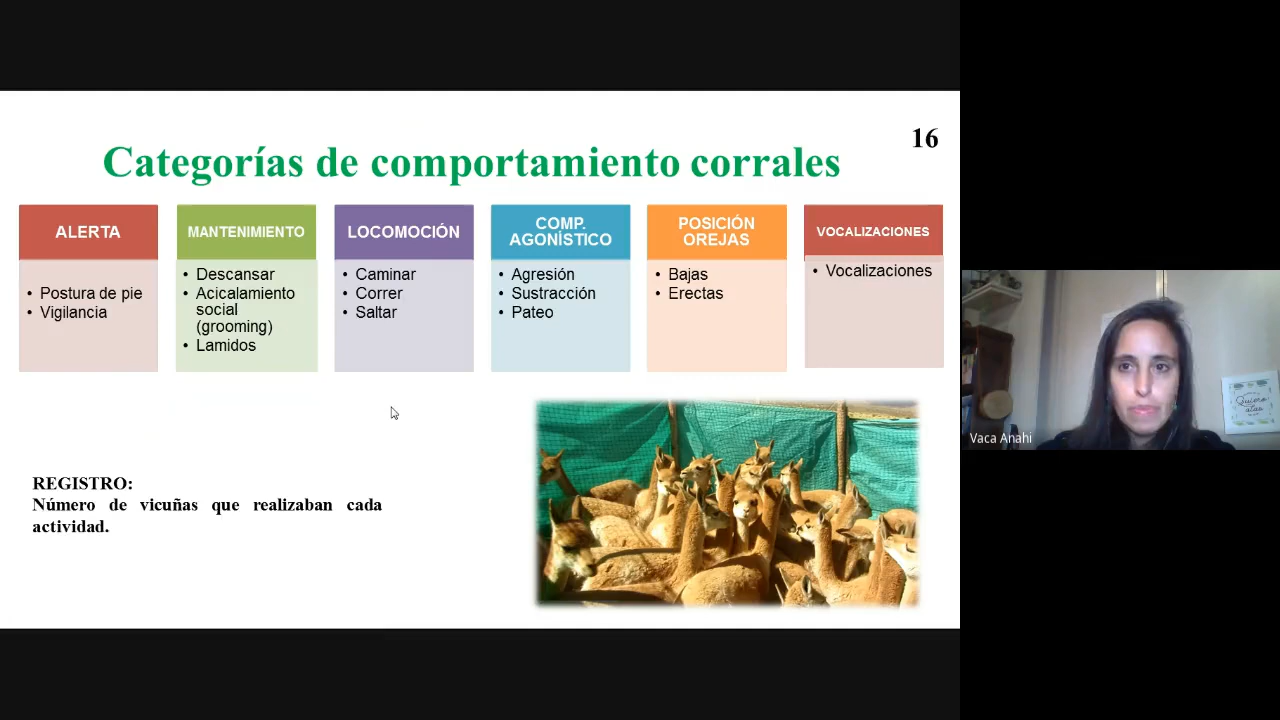 16
Categorías de comportamiento corrales
ALERTA
• Postura de pie
• Vigilancia
MANTENIMIENTO
• Descansar
• Acicalamiento
social
(grooming)
• Lamidos
LOCOMOCIÓN
• Caminar
• Correr
• Saltar
COMP.
AGONÍSTICO
• Agresión
• Sustracción
• Pateo
POSICIÓN
OREJAS
• Bajas
• Erectas
VOCALIZACIONES
• Vocalizaciones
REGISTRO:
Número de vicuñas que realizaban cada
actividad.
Vaca Anahi